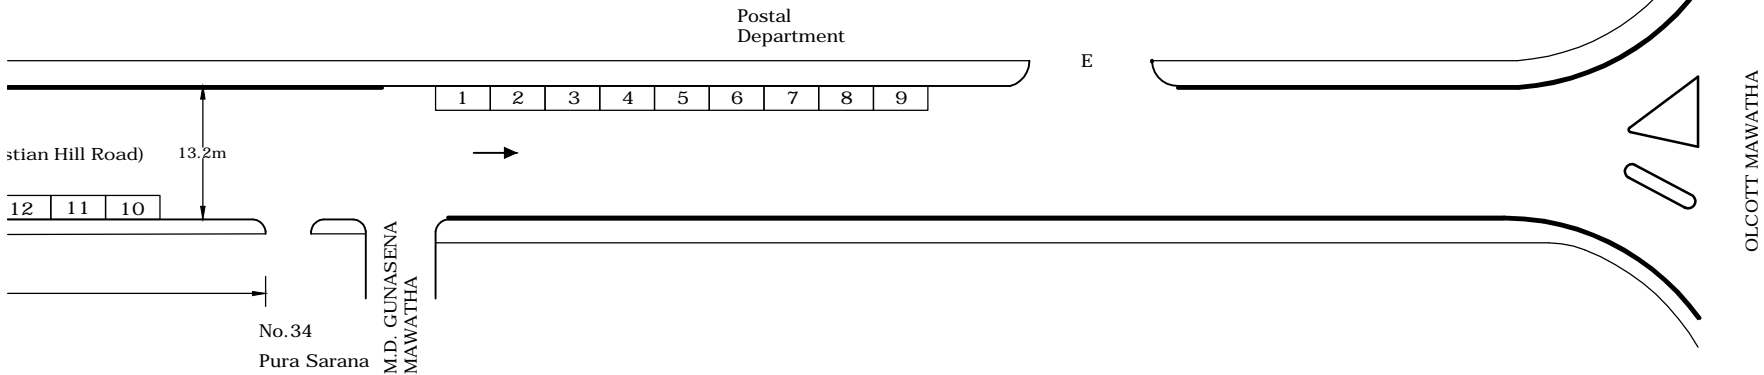 Postal
Department
E
1 2 3 4 5 6 7 8 9
stian Hill Road)
13.2m
12 11 10
OLCOTT MAWATHA
M.D. GUNASENA
MAWATHA
No.34
Pura Sarana